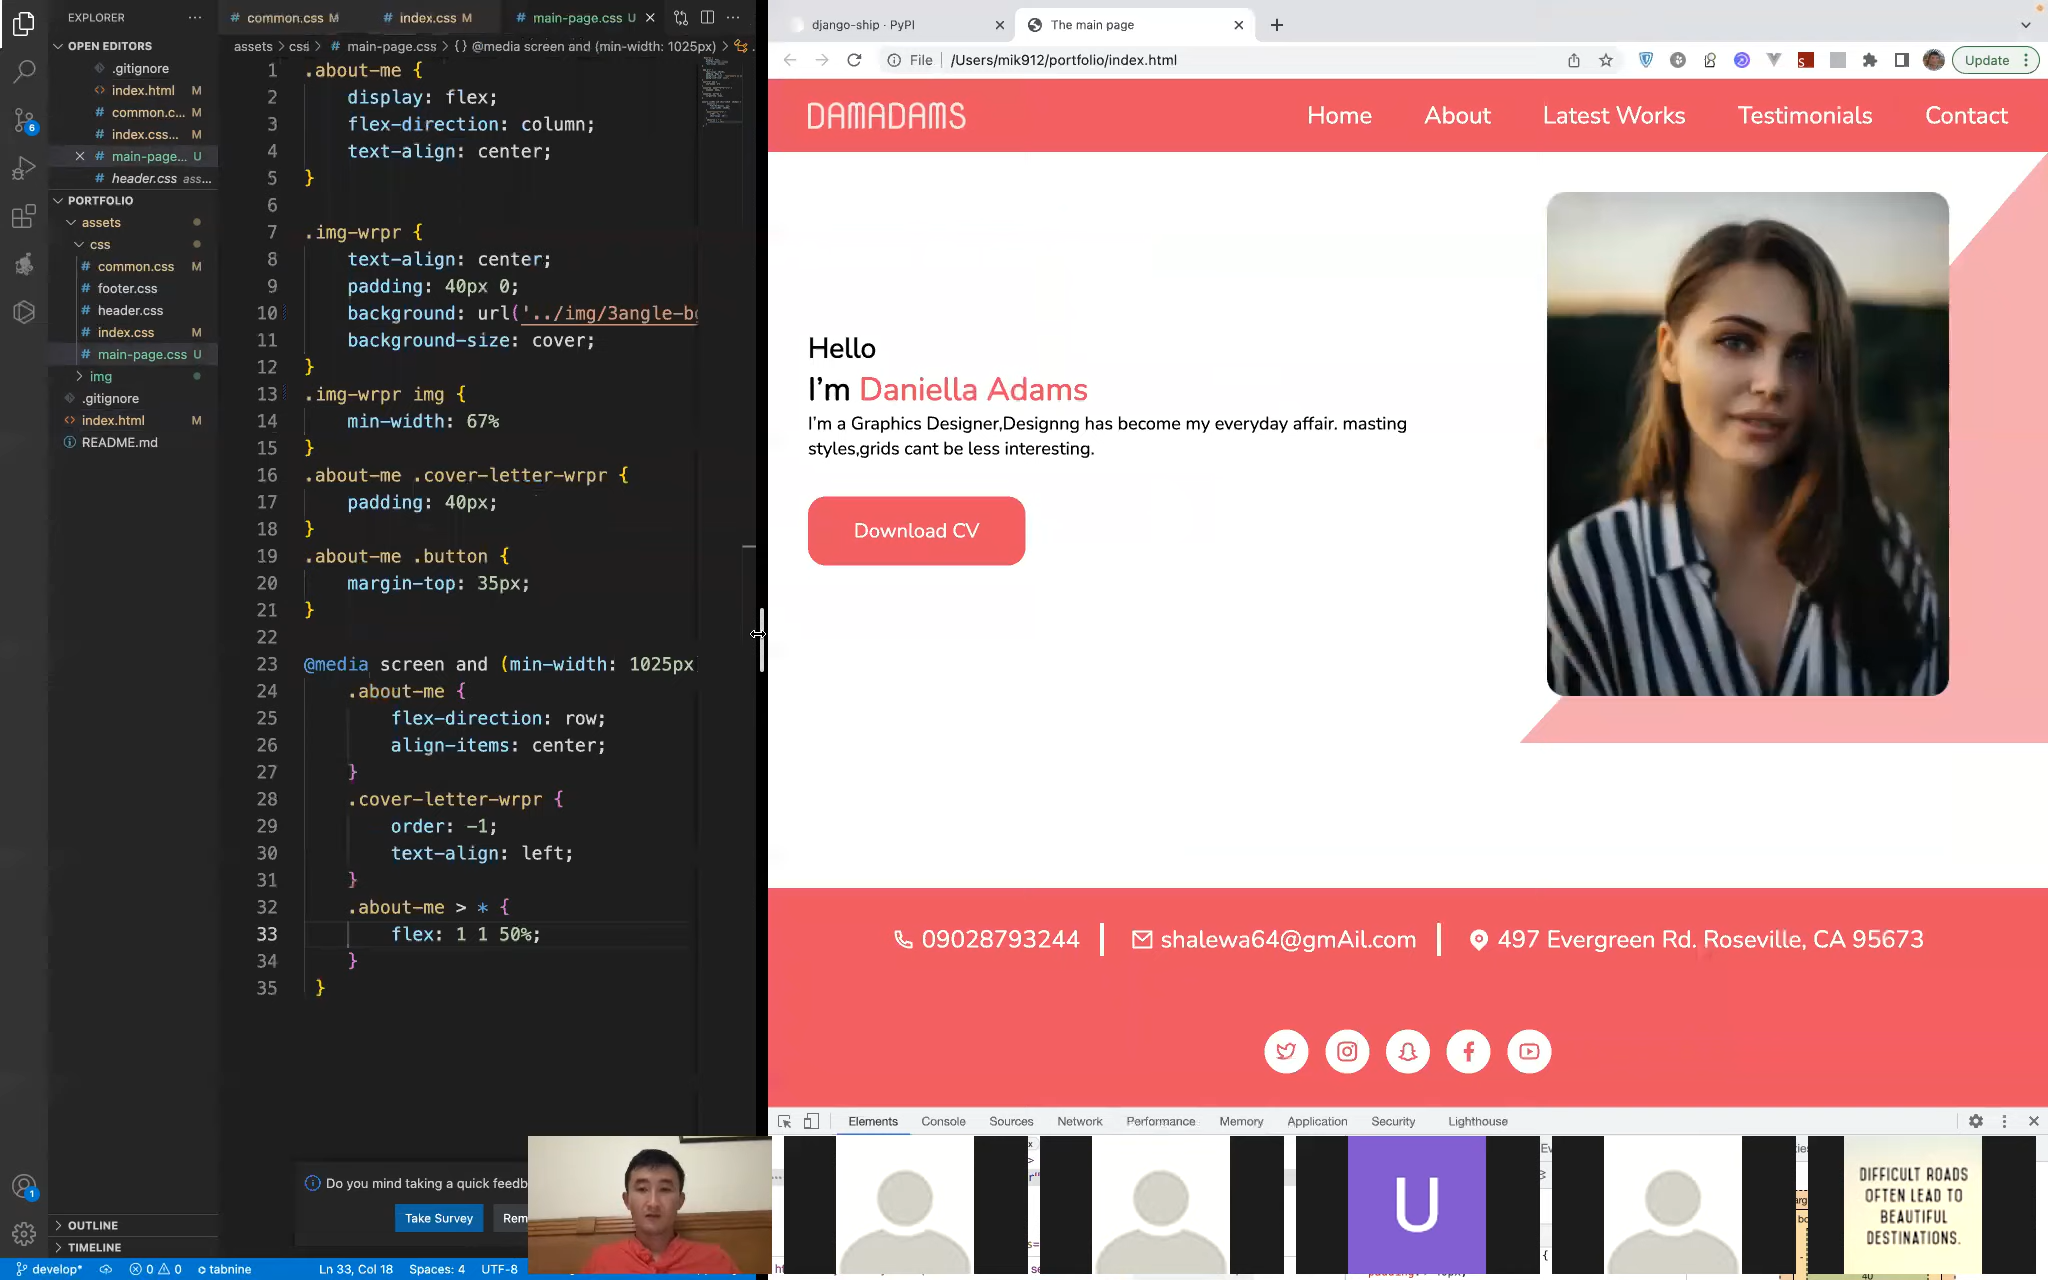 EXPLORER
OPEN EDITORS
.gitignore
index.html M
common.c... M
index.css... M
main-page... U
header.css ass...
PORTFOLIO
assets
css
common.css M
footer.css
header.css
index.css M
main-page.css U
img
.gitignore
index.html M
README.md
OUTLINE
TIMELINE
6
1
common.css M
index.css M
main-page.css U
assets > css > # main-page.css > {} @media screen and (min-width: 1025px) >
1 .about-me {
2 display: flex;
3 flex-direction: column;
4 text-align: center;
5 }
6
7 .img-wrpr {
8 text-align: center;
9 padding: 40px 0;
10 background: url('../img/3angle-bg
11 background-size: cover;
12 }
13 .img-wrpr img {
14 min-width: 67%
15 }
16 .about-me .cover-letter-wrpr {
17 padding: 40px;
18 }
19 .about-me .button {
20 margin-top: 35px;
21 }
22
23 @media screen and (min-width: 1025px
24 .about-me {
25 flex-direction: row;
26 align-items: center;
27 }
28 .cover-letter-wrpr {
29 order: -1;
30 text-align: left;
31 }
32 .about-me > * {
33 flex: 1 1 50%;
34 }
35 }
Do you mind taking a quick feedb
Take Survey
Rem
develop* 0 0 tabnine Ln 33, Col 18 Spaces: 4 UTF-8
django-ship · PyPI
The main page
File /Users/mik912/portfolio/index.html
Update
DAMADAMS
Home About Latest Works Testimonials Contact
Hello
I'm Daniella Adams
I'm a Graphics Designer,Designng has become my everyday affair. masting
styles,grids cant be less interesting.
Download CV
09028793244 shalewa64@gmAil.com 497 Evergreen Rd. Roseville, CA 95673
Elements Console Sources Network Performance Memory Application Security Lighthouse
U
DIFFICULT ROADS
OFTEN LEAD TO
BEAUTIFUL
DESTINATIONS.
40